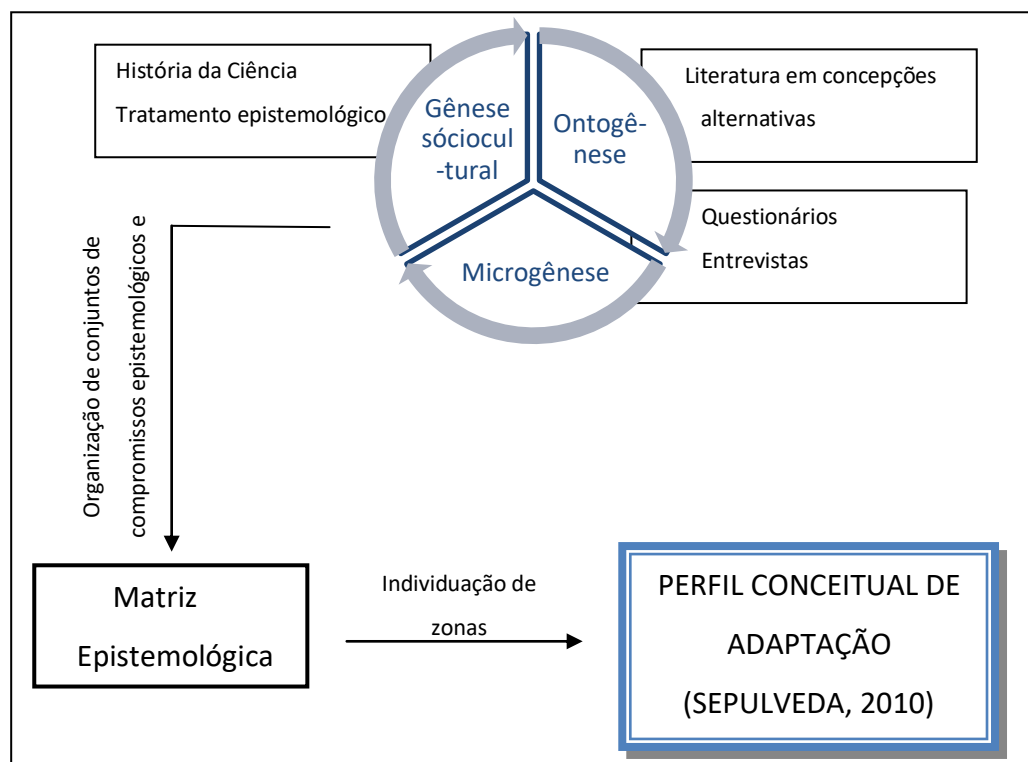 História da Ciência
Tratamento epistemológico
Gênese
sóciocul
-tural)
Ontogê-
nese
Literatura em concepções
alternativas
Questionários
Entrevistas
Microgênese
Organização de conjuntos de
compromissos epistemológicos e
Matriz
Epistemológica
Individuação de
zonas
PERFIL CONCEITUAL DE
ADAPTAÇÃO
(SEPULVEDA, 2010)